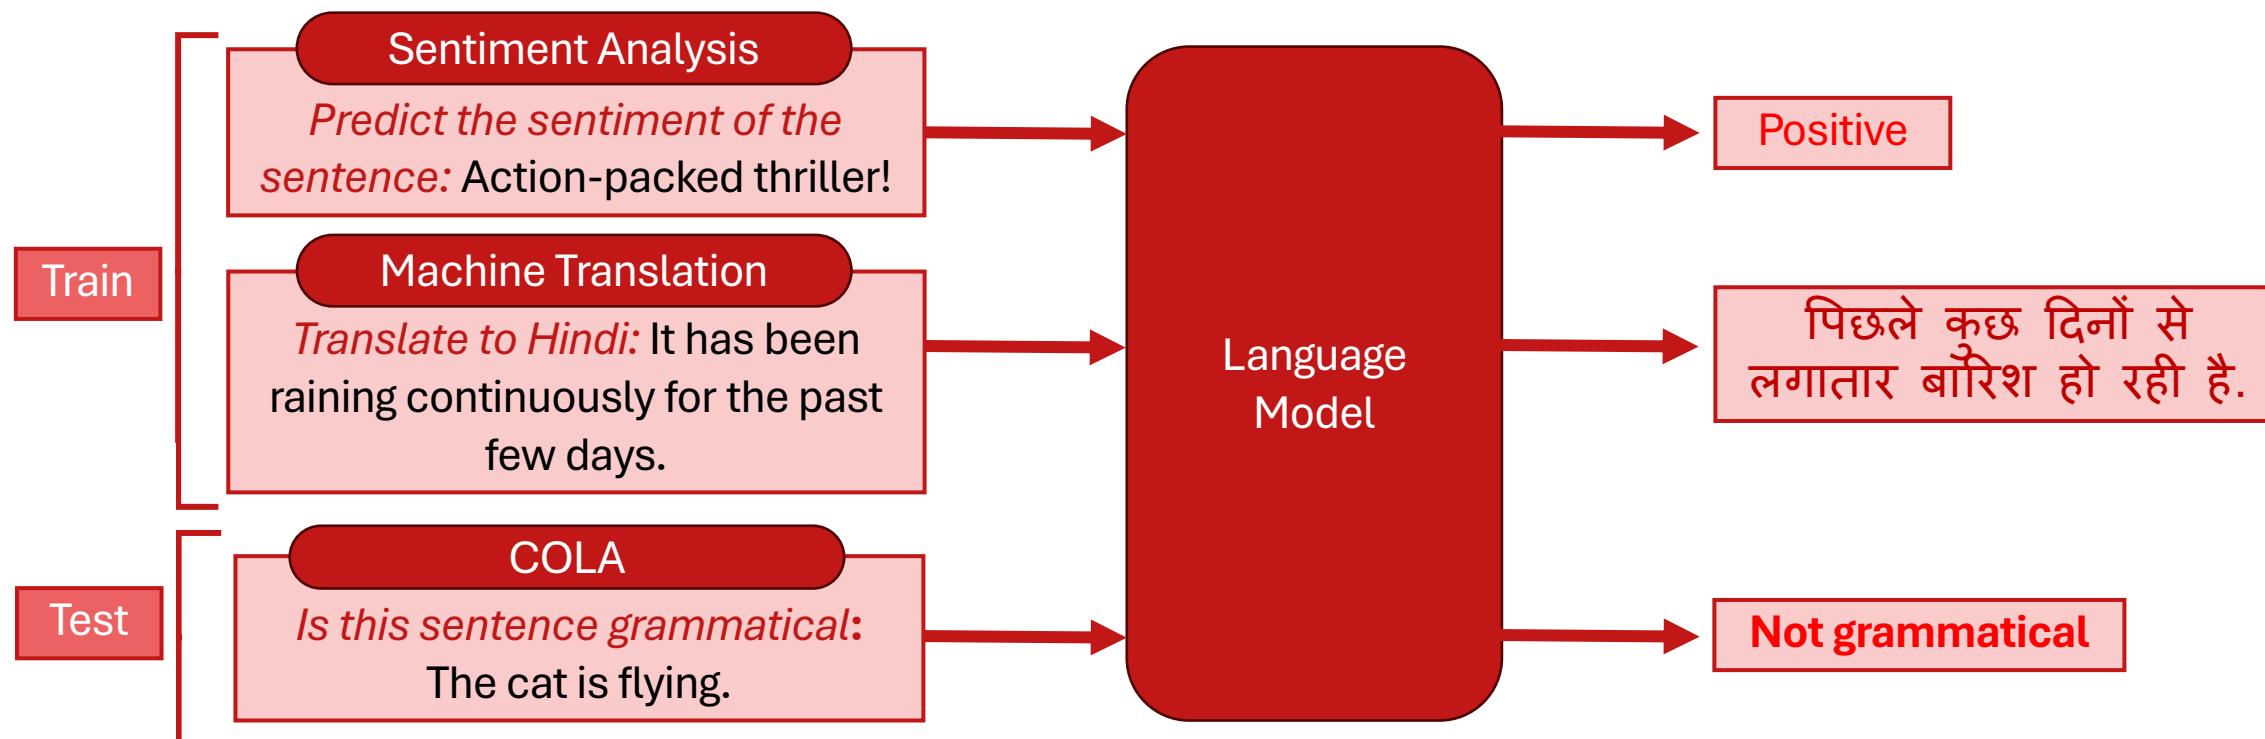 Sentiment Analysis
Predict the sentiment of the
sentence: Action-packed thriller!
Positive
Train
Machine Translation
Translate to Hindi: It has been
raining continuously for the past
few days.
Language
Model
पिछले कुछ दिनों से
लगातार बारिश हो रही है.
Test
COLA
Is this sentence grammatical:
The cat is flying.
Not grammatical